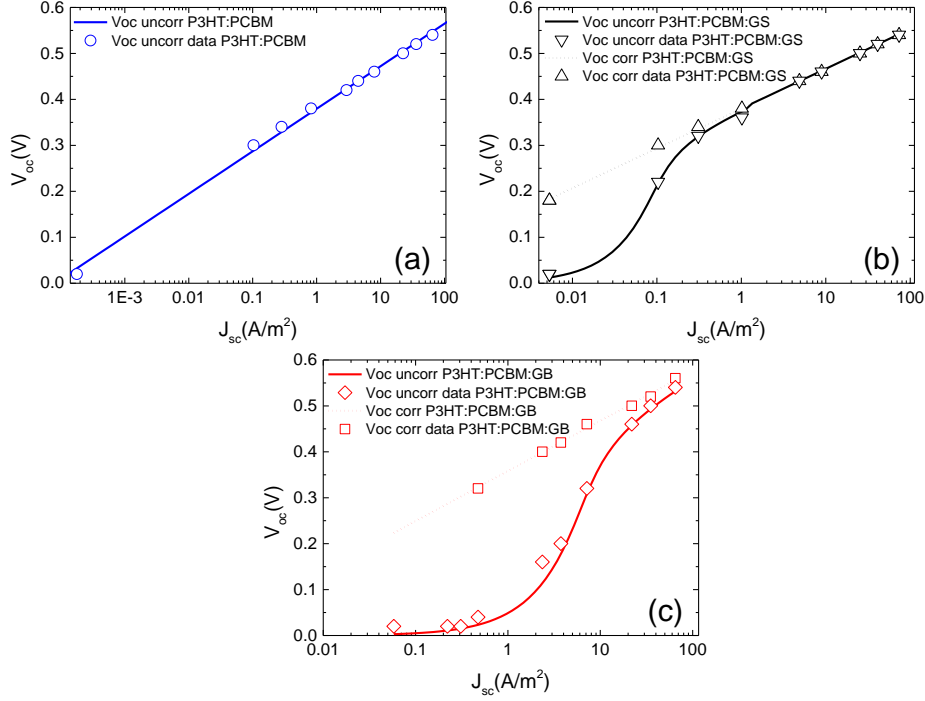 Voc uncorr P3HT:PCBM
Voc uncorr data P3HT:PCBM
0.6
0.5
0.4
0.3
0.2
0.1
0.0
V_oc(V)
(a)
1E-3 0.01 0.1 1 10 100
J_sc(A/m²)
Voc uncorr P3HT:PCBM:GS
Voc uncorr data P3HT:PCBM:GS
Voc corr P3HT:PCBM:GS
Voc corr data P3HT:PCBM:GS
0.6
0.5
0.4
0.3
0.2
0.1
0.0
V_oc(V)
(b)
0.01 0.1 1 10 100
J_sc(A/m²)
Voc uncorr P3HT:PCBM:GB
Voc uncorr data P3HT:PCBM:GB
Voc corr P3HT:PCBM:GB
Voc corr data P3HT:PCBM:GB
0.6
0.5
0.4
0.3
0.2
0.1
0.0
V_oc(V)
(c)
0.01 0.1 1 10 100
J_sc(A/m²)